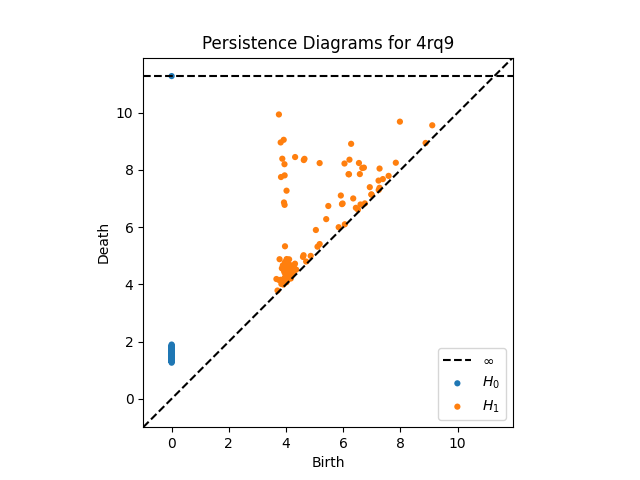 Persistence Diagrams for 4rq9
Death
10
8
6
4
2
0
0 2 4 6 8 10
Birth
∞
H₀
H₁